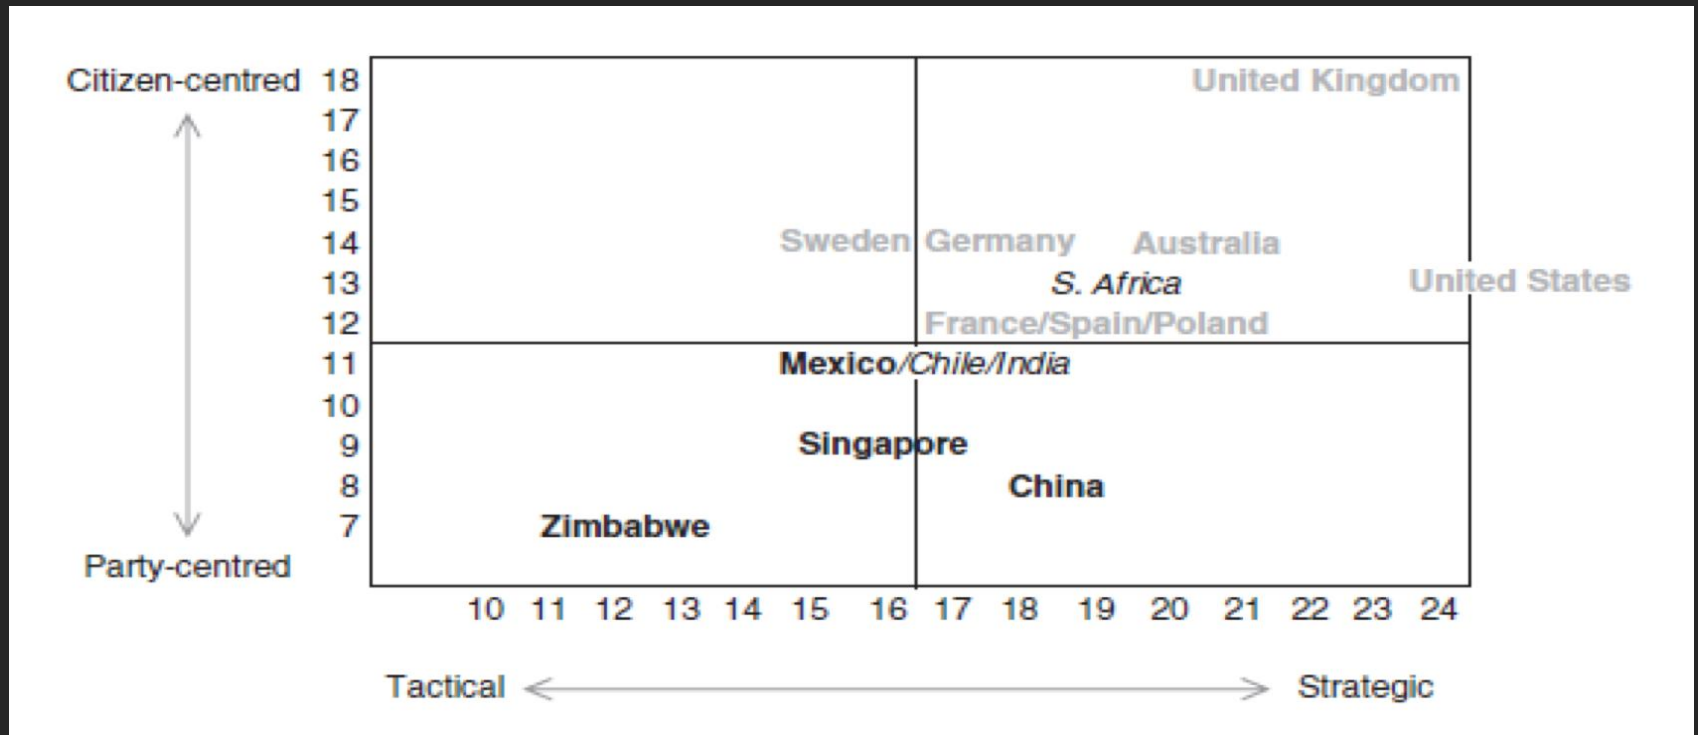 Citizen-centred 18 United Kingdom
17
16
15
14 Sweden Germany Australia
13 S. Africa United States
12 France/Spain/Poland
11 Mexico/Chile/India
10
9 Singapore
8 China
7 Zimbabwe
Party-centred
10 11 12 13 14 15 16 17 18 19 20 21 22 23 24
Tactical Strategic